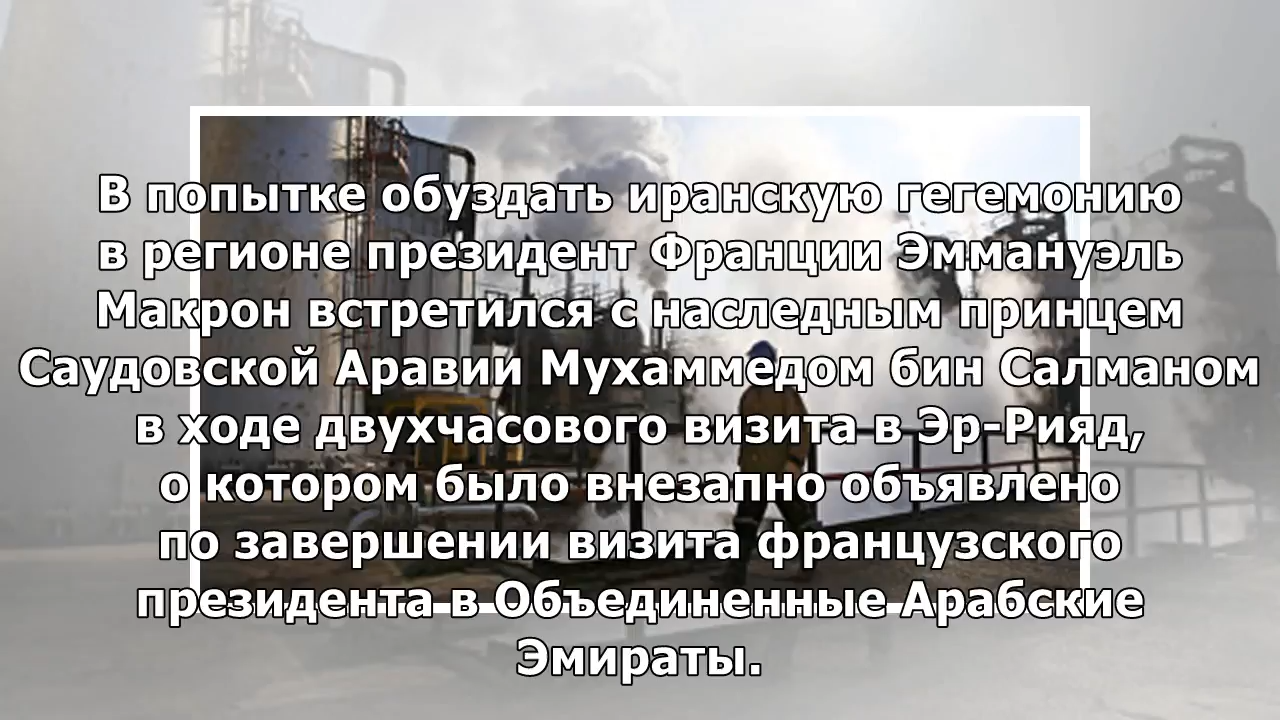 В попытке обуздать иранскую гегемонию
в регионе президент Франции Эммануэль
Макрон встретился с наследным принцем
Саудовской Аравии Мухаммедом бин Салманом
в ходе двухчасового визита в Эр-Рияд,
о котором было внезапно объявлено
по завершении визита французского
президента в Объединенные Арабские
Эмираты.